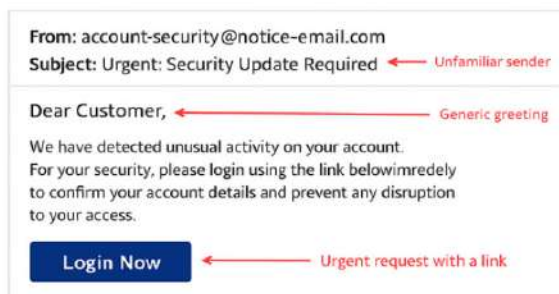 From: account-security@notice-email.com
Subject: Urgent: Security Update Required
Unfamiliar sender
Dear Customer,
Generic greeting
We have detected unusual activity on your account.
For your security, please login using the link belowimredely
to confirm your account details and prevent any disruption
to your access.
Login Now
Urgent request with a link